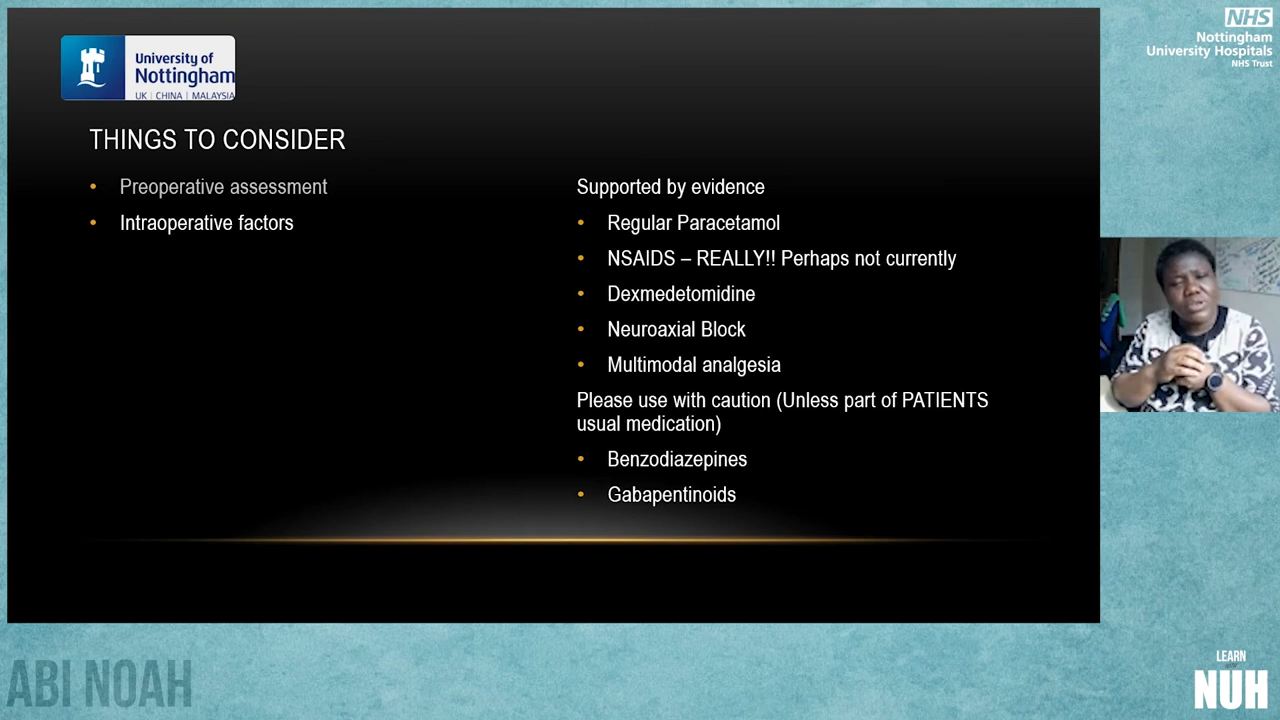 University of
Nottingham
UK | CHINA | MALAYSIA
THINGS TO CONSIDER
• Preoperative assessment
• Intraoperative factors
Supported by evidence
• Regular Paracetamol
• NSAIDS – REALLY!! Perhaps not currently
• Dexmedetomidine
• Neuroaxial Block
• Multimodal analgesia
Please use with caution (Unless part of PATIENTS
usual medication)
• Benzodiazepines
• Gabapentinoids
NHS
Nottingham
University Hospitals
NHS Trust
ABI NOAH
LEARN
NUH